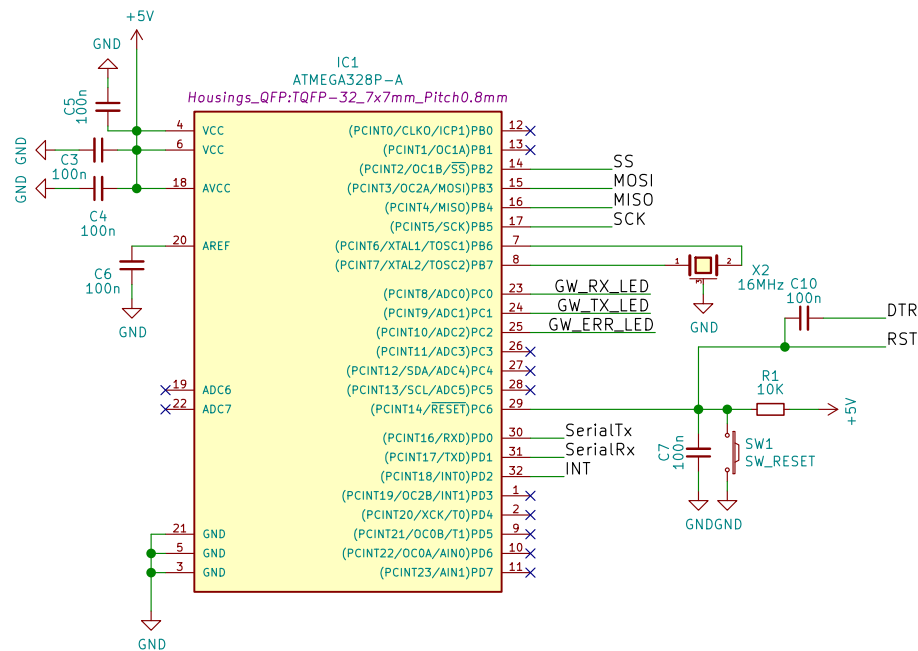 +5V
GND
C5
100n
GND
C3
100n
GND
C4
100n
C6
100n
GND
IC1
ATMEGA328P-A
Housings_QFP:TQFP-32_7x7mm_Pitch0.8mm
4 VCC
6 VCC
18 AVCC
20 AREF
19 ADC6
22 ADC7
21 GND
5 GND
3 GND
GND
(PCINT0/CLKO/ICP1)PB0 12
(PCINT1/OC1A)PB1 13
(PCINT2/OC1B/SS)PB2 14 SS
(PCINT3/OC2A/MOSI)PB3 15 MOSI
(PCINT4/MISO)PB4 16 MISO
(PCINT5/SCK)PB5 17 SCK
(PCINT6/XTAL1/TOSC1)PB6 7
(PCINT7/XTAL2/TOSC2)PB7 8
(PCINT8/ADC0)PC0 23 GW_RX_LED
(PCINT9/ADC1)PC1 24 GW_TX_LED
(PCINT10/ADC2)PC2 25 GW_ERR_LED
(PCINT11/ADC3)PC3 26
(PCINT12/SDA/ADC4)PC4 27
(PCINT13/SCL/ADC5)PC5 28
(PCINT14/RESET)PC6 29
(PCINT16/RXD)PD0 30 SerialTx
(PCINT17/TXD)PD1 31 SerialRx
(PCINT18/INT0)PD2 32 INT
(PCINT19/OC2B/INT1)PD3 1
(PCINT20/XCK/T0)PD4 2
(PCINT21/OC0B/T1)PD5 9
(PCINT22/OC0A/AIN0)PD6 10
(PCINT23/AIN1)PD7 11
1 2
3
X2
16MHz
GND
C10
100n
DTR
RST
R1
10K
+5V
C7
100n
SW1
SW_RESET
GND
GND